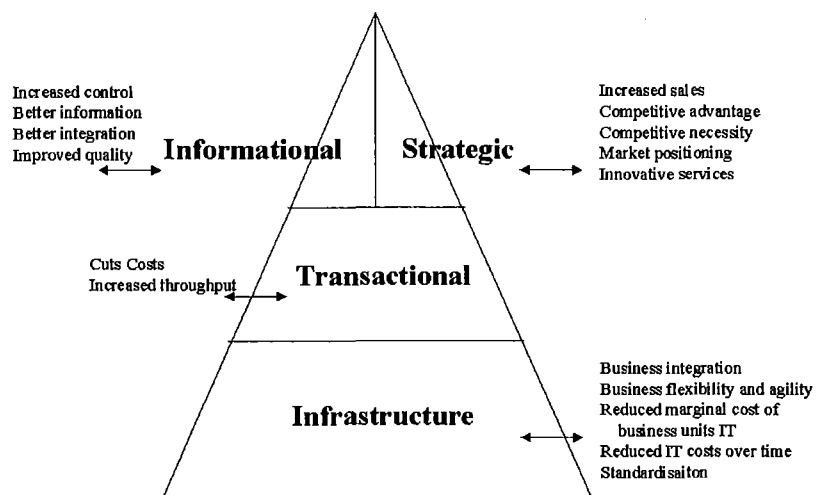 Increased control
Better information
Better integration
Improved quality
Informational
Strategic
Increased sales
Competitive advantage
Competitive necessity
Market positioning
Innovative services
Cuts Costs
Increased throughput
Transactional
Infrastructure
Business integration
Business flexibility and agility
Reduced marginal cost of
business units IT
Reduced IT costs over time
Standardisaiton